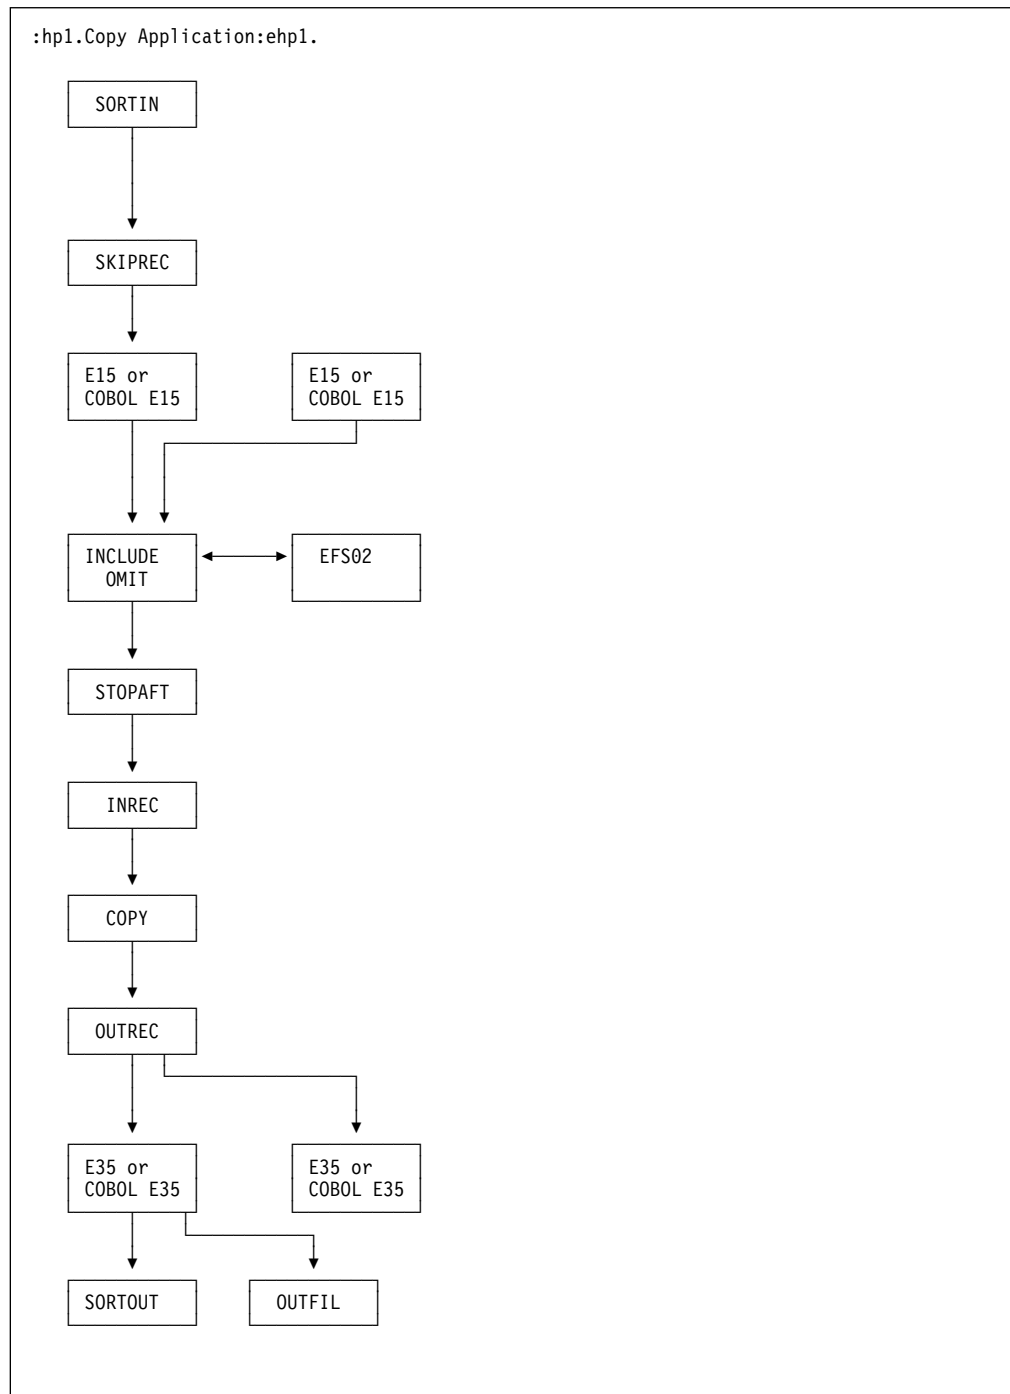 :hp1.Copy Application:ehp1.
SORTIN
SKIPREC
E15 or
COBOL E15
E15 or
COBOL E15
INCLUDE
OMIT
EFS02
STOPAFT
INREC
COPY
OUTREC
E35 or
COBOL E35
E35 or
COBOL E35
SORTOUT
OUTFIL